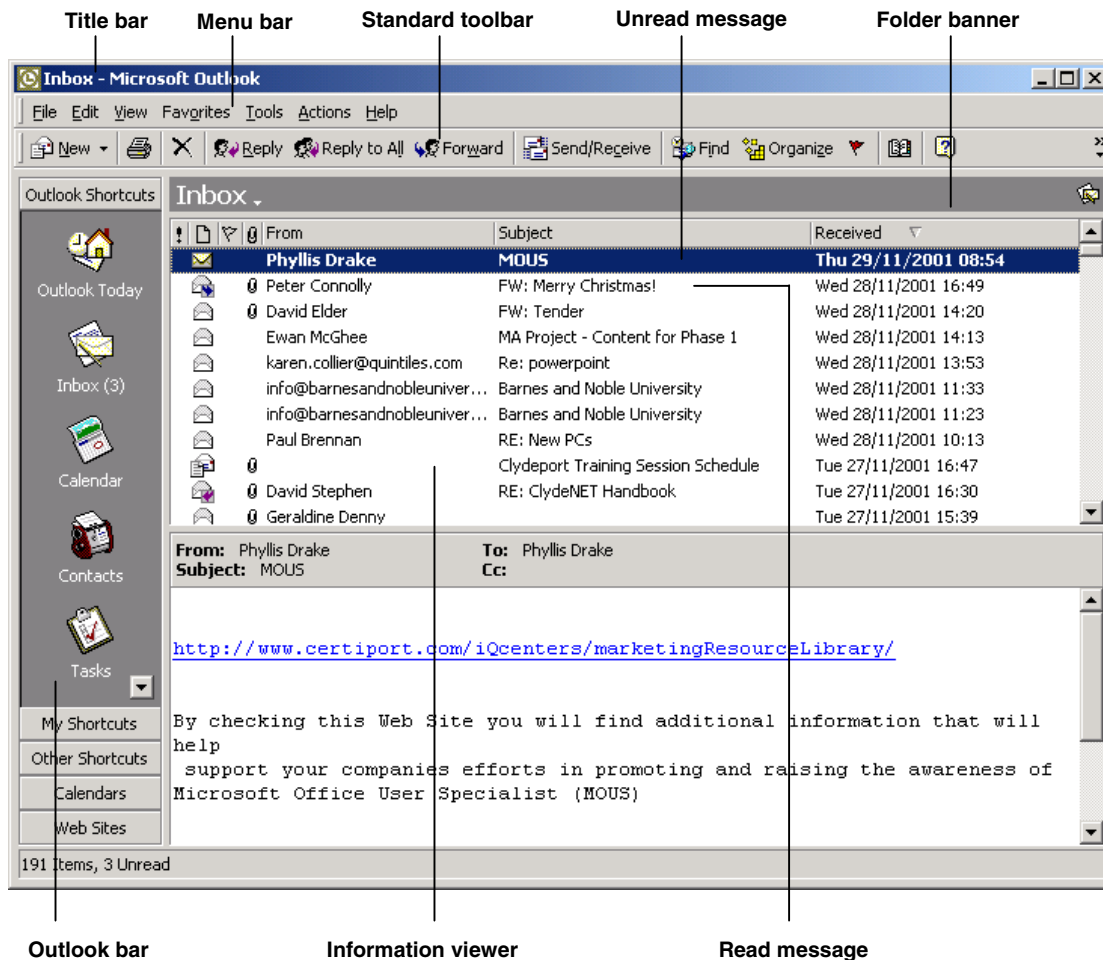 Title bar Menu bar Standard toolbar Unread message Folder banner
Inbox - Microsoft Outlook
File Edit View Favorites Tools Actions Help
New Reply Reply to All Forward Send/Receive Find Organize
Outlook Shortcuts
Inbox
! From Subject Received
Phyllis Drake MOUS Thu 29/11/2001 08:54
Peter Connolly FW: Merry Christmas! Wed 28/11/2001 16:49
David Elder FW: Tender Wed 28/11/2001 14:20
Ewan McGhee MA Project - Content for Phase 1 Wed 28/11/2001 14:13
karen.collier@quintiles.com Re: powerpoint Wed 28/11/2001 13:53
info@barnesandnobleuniver... Barnes and Noble University Wed 28/11/2001 11:33
info@barnesandnobleuniver... Barnes and Noble University Wed 28/11/2001 11:23
Paul Brennan RE: New PCs Wed 28/11/2001 10:13
Clydeport Training Session Schedule Tue 27/11/2001 16:47
David Stephen RE: ClydeNET Handbook Tue 27/11/2001 16:30
Geraldine Denny Tue 27/11/2001 15:39
Outlook Today
Inbox (3)
Calendar
Contacts
Tasks
My Shortcuts
Other Shortcuts
Calendars
Web Sites
From: Phyllis Drake To: Phyllis Drake
Subject: MOUS Cc:
http://www.certiport.com/iQcenters/marketingResourceLibrary/
By checking this Web Site you will find additional information that will
help
support your companies efforts in promoting and raising the awareness of
Microsoft Office User Specialist (MOUS)
191 Items, 3 Unread
Outlook bar Information viewer Read message